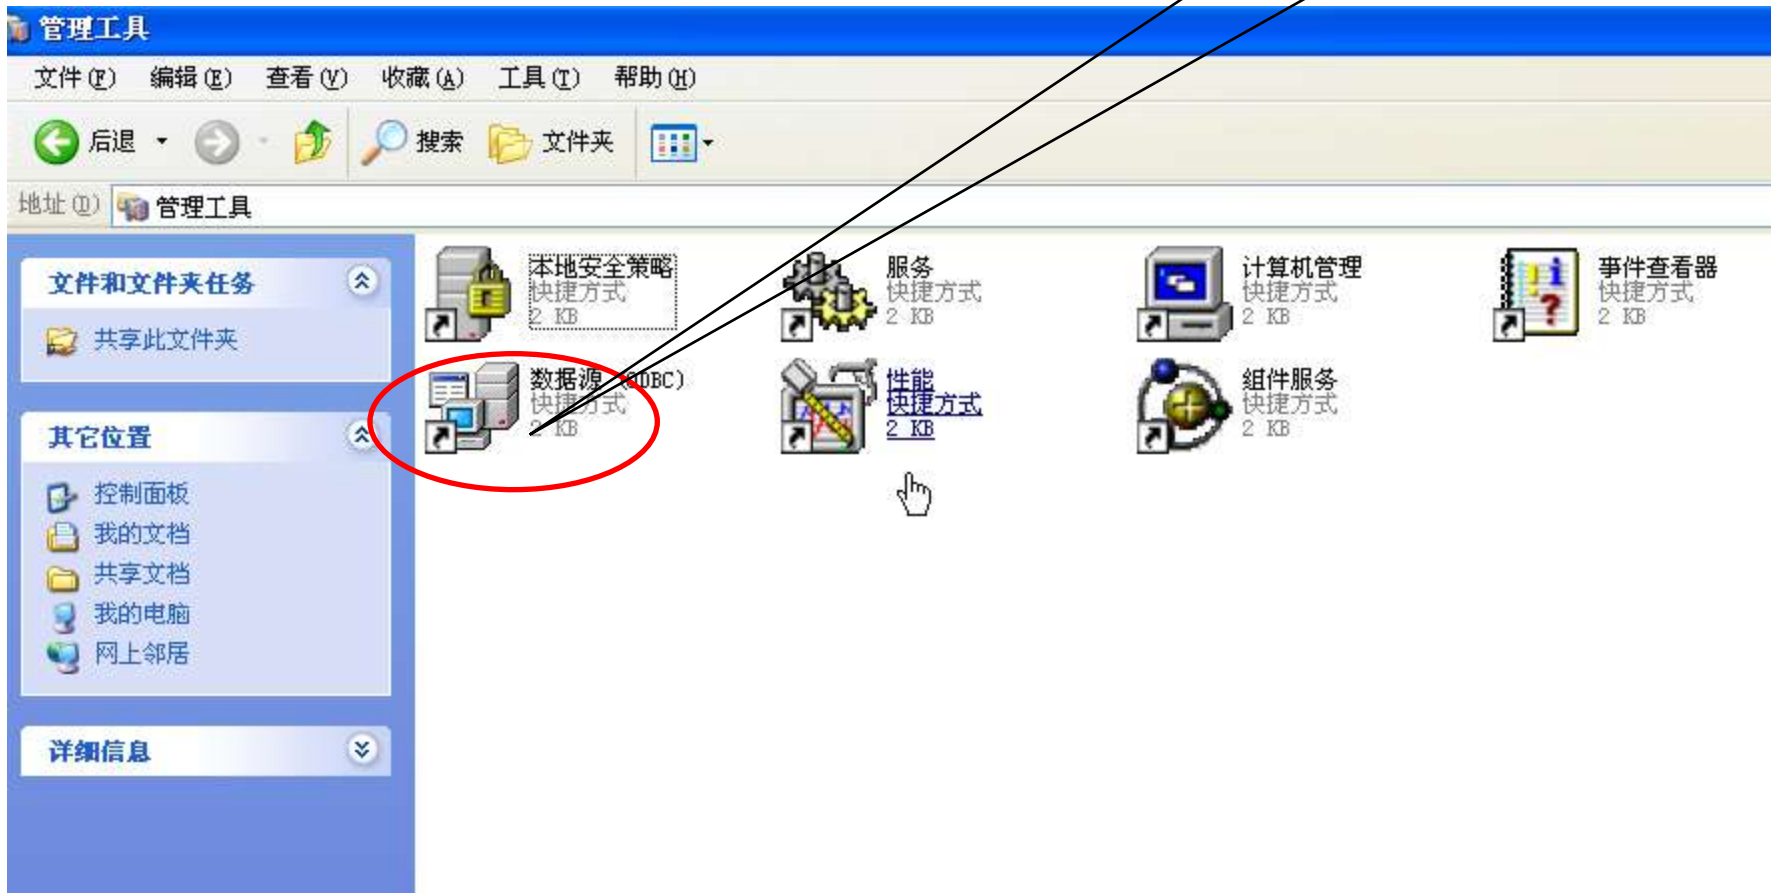 管理工具
文件(F) 编辑(E) 查看(V) 收藏(A) 工具(T) 帮助(H)
后退 搜索 文件夹
地址(D) 管理工具
文件和文件夹任务
共享此文件夹
其它位置
控制面板
我的文档
共享文档
我的电脑
网上邻居
详细信息
本地安全策略
快捷方式
2 KB
服务
快捷方式
2 KB
计算机管理
快捷方式
2 KB
事件查看器
快捷方式
2 KB
数据源 (ODBC)
快捷方式
2 KB
性能
快捷方式
2 KB
组件服务
快捷方式
2 KB